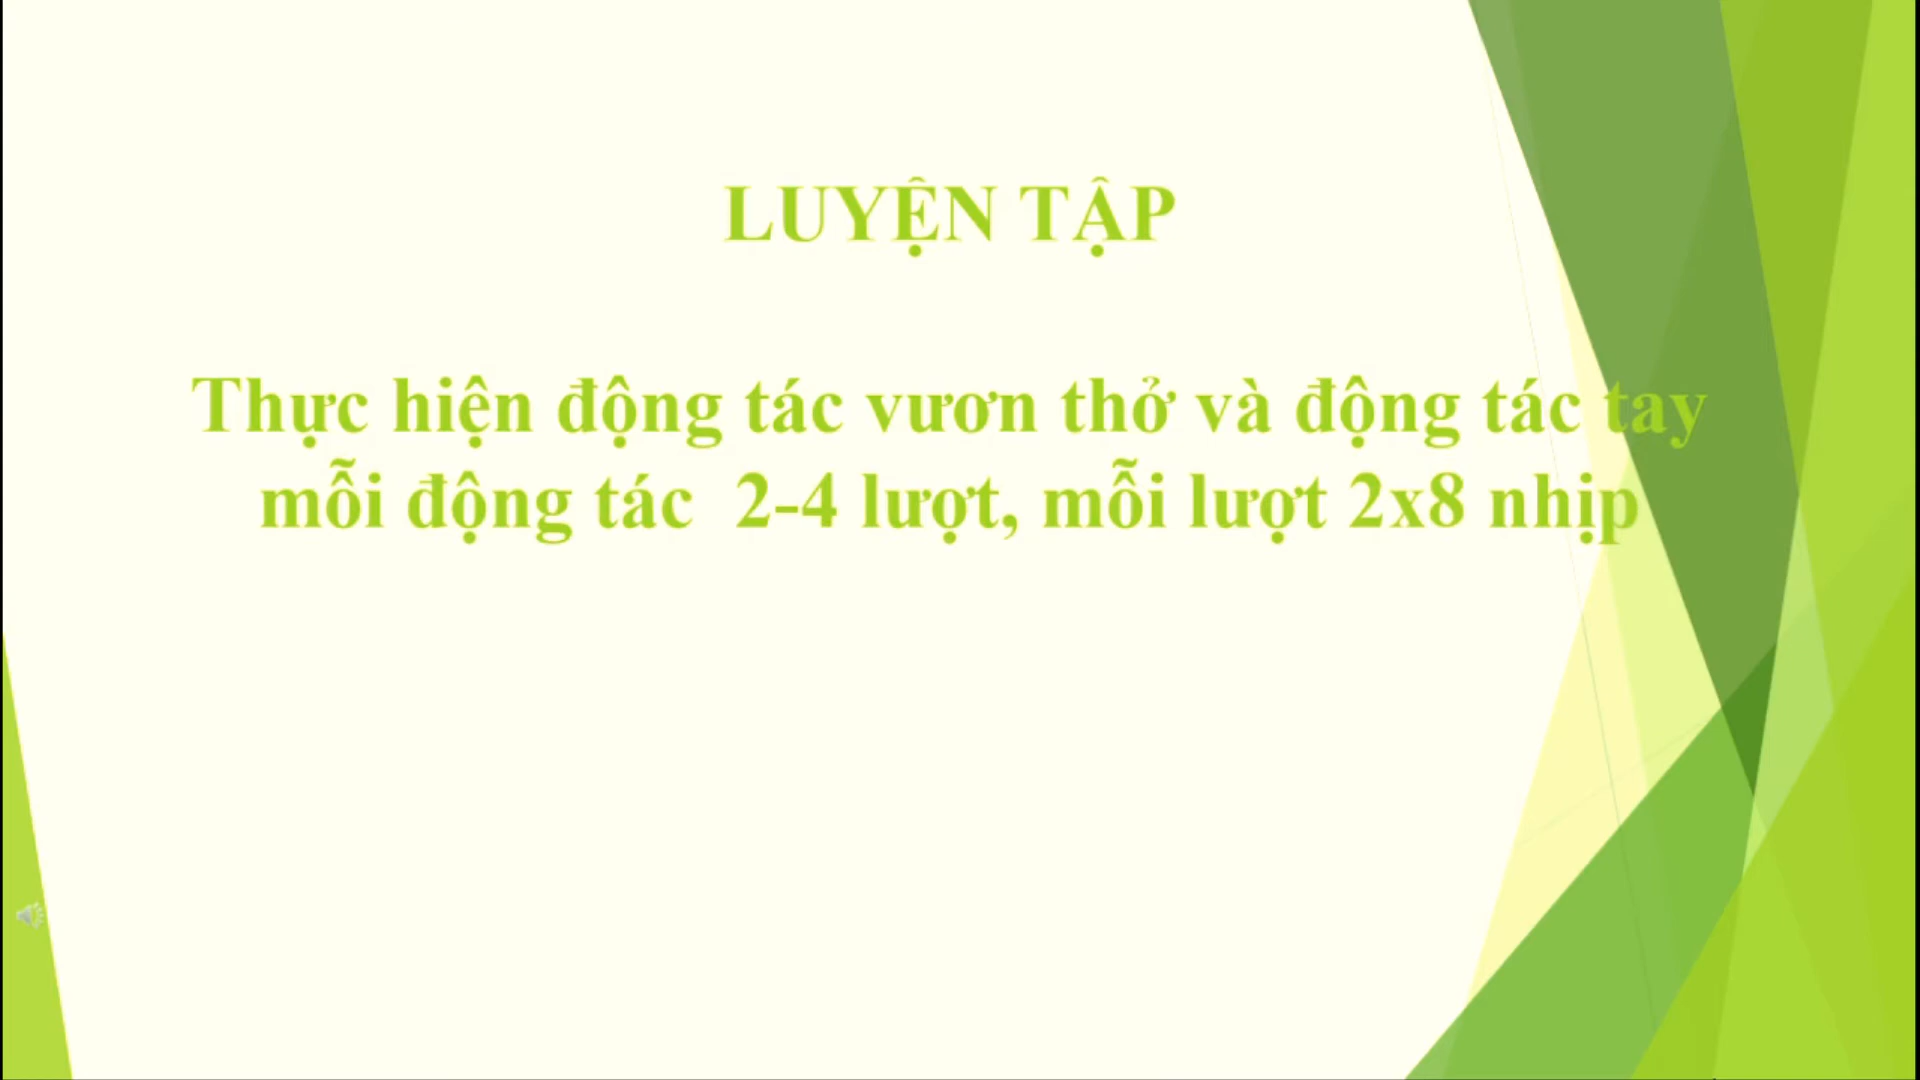 LUYỆN TẬP
Thực hiện động tác vươn thở và động tác tay
mỗi động tác 2-4 lượt, mỗi lượt 2x8 nhịp